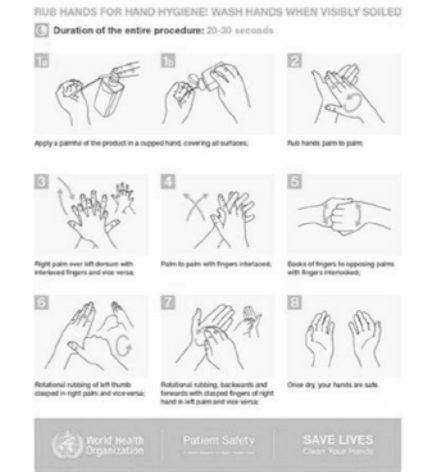 RUB HANDS FOR HAND HYGIENE! WASH HANDS WHEN VISIBLY SOILED
Duration of the entire procedure: 20-30 seconds
1a
1b
2
Apply a palmful of the product in a cupped hand, covering all surfaces;
Rub hands palm to palm;
3
4
5
Right palm over left dorsum with
interlaced fingers and vice versa;
Palm to palm with fingers interlaced;
Backs of fingers to opposing palms
with fingers interlocked;
6
7
8
Rotational rubbing of left thumb
clasped in right palm and vice versa;
Rotational rubbing, backwards and
forwards with clasped fingers of right
hand in left palm and vice versa;
Once dry, your hands are safe.
World Health
Organization
Patient Safety
SAVE LIVES
Clean Your Hands